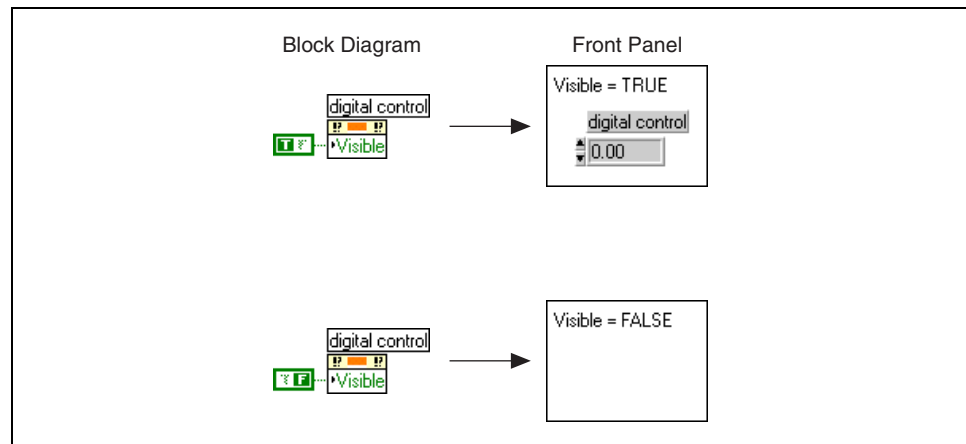 Block Diagram Front Panel
Visible = TRUE
digital control
!? !?
T F Visible
digital control
0.00
Visible = FALSE
digital control
!? !?
F Visible